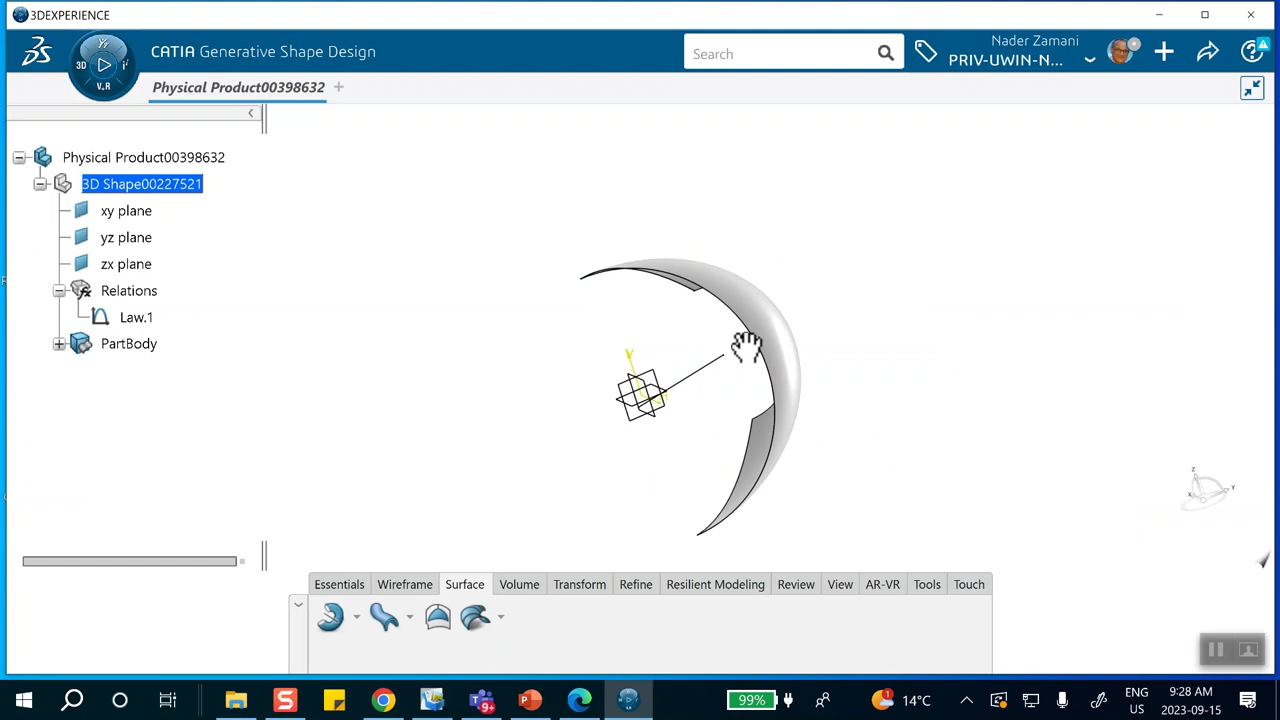 3DEXPERIENCE
CATIA Generative Shape Design
3D
V.R
Search
Nader Zamani
PRIV-UWIN-N...
Physical Product00398632
Physical Product00398632
3D Shape00227521
xy plane
yz plane
zx plane
Relations
Law.1
PartBody
Y
Z
X
Y
Essentials
Wireframe
Surface
Volume
Transform
Refine
Resilient Modeling
Review
View
AR-VR
Tools
Touch
99%
14°C
ENG
US
9:28 AM
2023-09-15